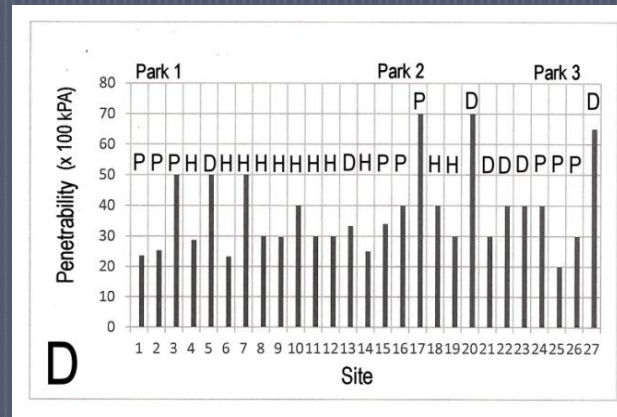 Park 1 Park 2 Park 3
80
70
60
50
40
30
20
10
0
Penetrability (x 100 kPA)
P D D
P P P H D H H H H H H H D H P P H H D D D P P P
1 2 3 4 5 6 7 8 9 10 11 12 13 14 15 16 17 18 19 20 21 22 23 24 25 26 27
Site
D